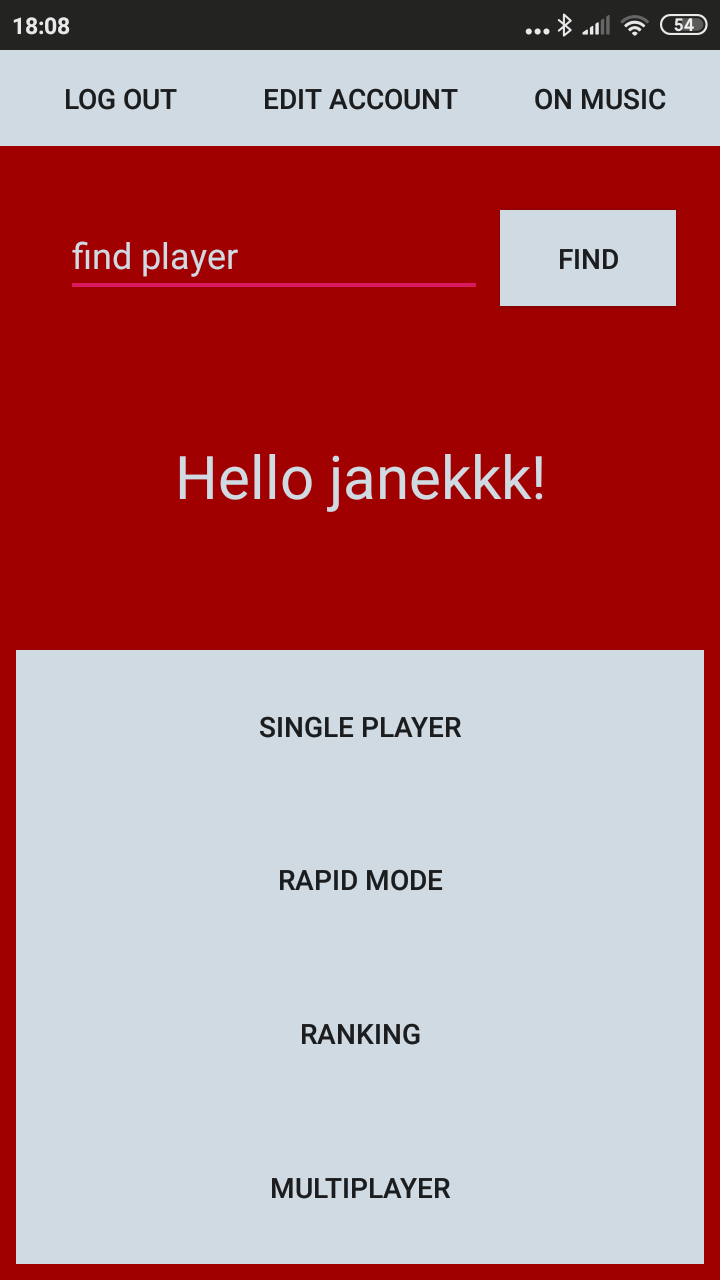 18:08
54
LOG OUT EDIT ACCOUNT ON MUSIC
find player
FIND
Hello janekkk!
SINGLE PLAYER
RAPID MODE
RANKING
MULTIPLAYER